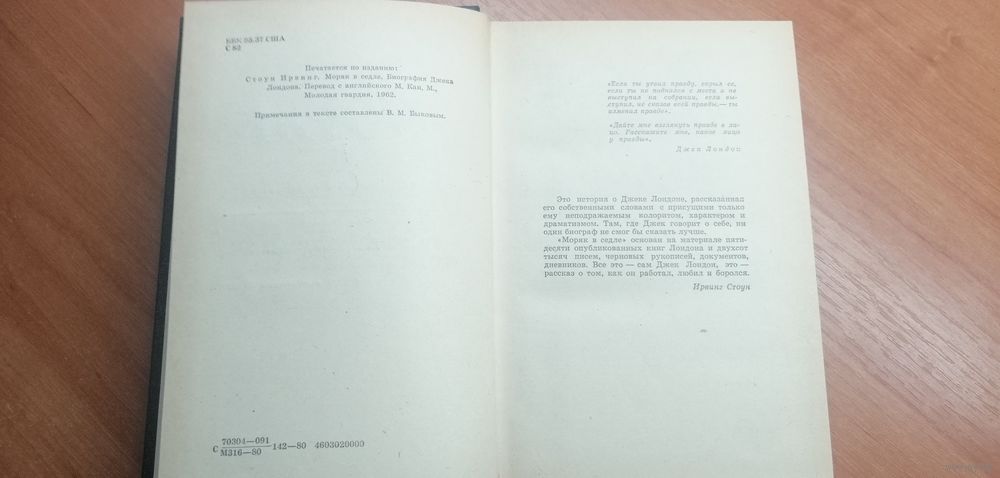 ББК 83.37 США
С 82
Печатается по изданию:
Стоун Ирвинг. Моряк в седле. Биография Джека
Лондона. Перевод с английского М. Кан, М.,
Молодая гвардия, 1962.
Примечания в тексте составлены В. М. Быковым.
С 70304—091 142—80 4603020000
М316—80
«Если ты утаил правду, скрыл ее,
если ты не поднялся с места и не
выступил на собрании, если вы-
ступил, не сказав всей правды,— ты
изменил правде».
«Дайте мне взглянуть правде в ли-
цо. Расскажите мне, какое лицо
у правды».
Джек Лондон
Это история о Джеке Лондоне, рассказанная
его собственными словами с присущими только
ему неподражаемым колоритом, характером и
драматизмом. Там, где Джек говорит о себе, ни
один биограф не смог бы сказать лучше.
«Моряк в седле» основан на материале пяти-
десяти опубликованных книг Лондона и двухсот
тысяч писем, черновых рукописей, документов,
дневников. Все это — сам Джек Лондон, это —
рассказ о том, как он работал, любил и боролся.
Ирвинг Стоун